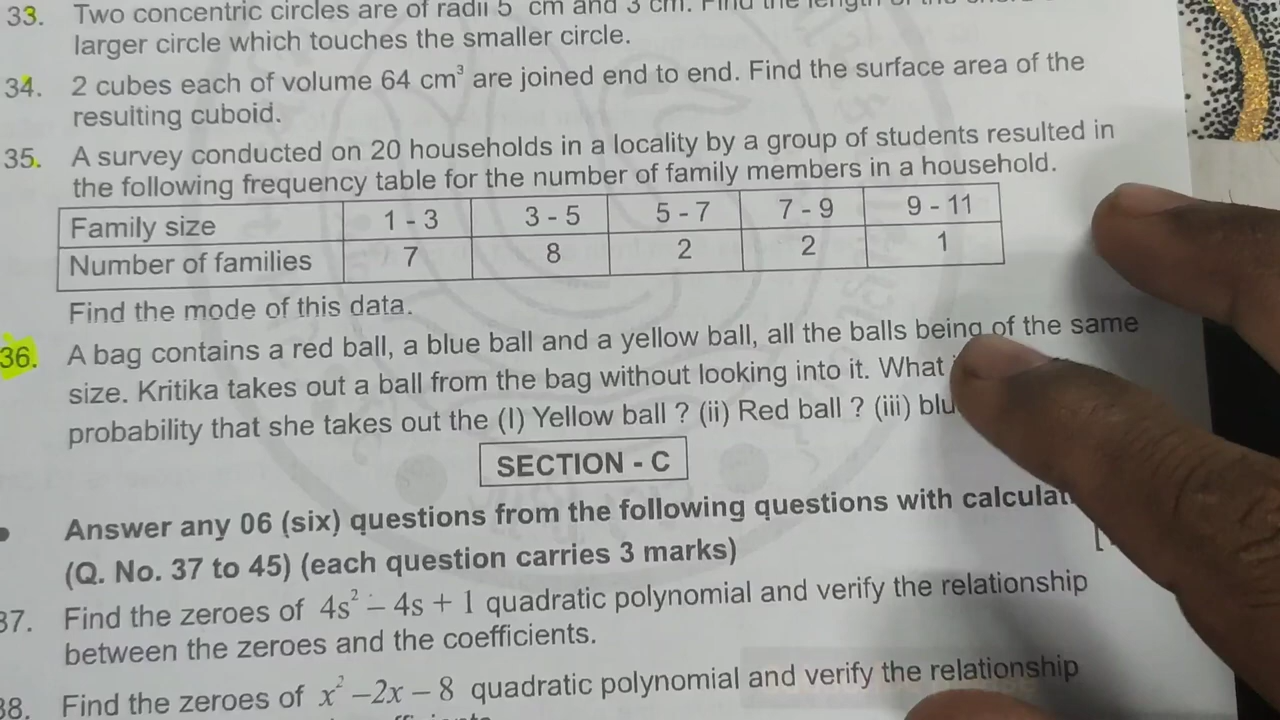 33. Two concentric circles are of radii 5 cm and 3 cm. Find the length of the
larger circle which touches the smaller circle.
34. 2 cubes each of volume 64 cm³ are joined end to end. Find the surface area of the
resulting cuboid.
35. A survey conducted on 20 households in a locality by a group of students resulted in
the following frequency table for the number of family members in a household.
Family size 1 - 3 3 - 5 5 - 7 7 - 9 9 - 11
Number of families 7 8 2 2 1
Find the mode of this data.
36. A bag contains a red ball, a blue ball and a yellow ball, all the balls being of the same
size. Kritika takes out a ball from the bag without looking into it. What
probability that she takes out the (I) Yellow ball ? (ii) Red ball ? (iii) blu
SECTION - C
Answer any 06 (six) questions from the following questions with calculat
(Q. No. 37 to 45) (each question carries 3 marks)
37. Find the zeroes of 4s² – 4s + 1 quadratic polynomial and verify the relationship
between the zeroes and the coefficients.
38. Find the zeroes of x² –2x – 8 quadratic polynomial and verify the relationship